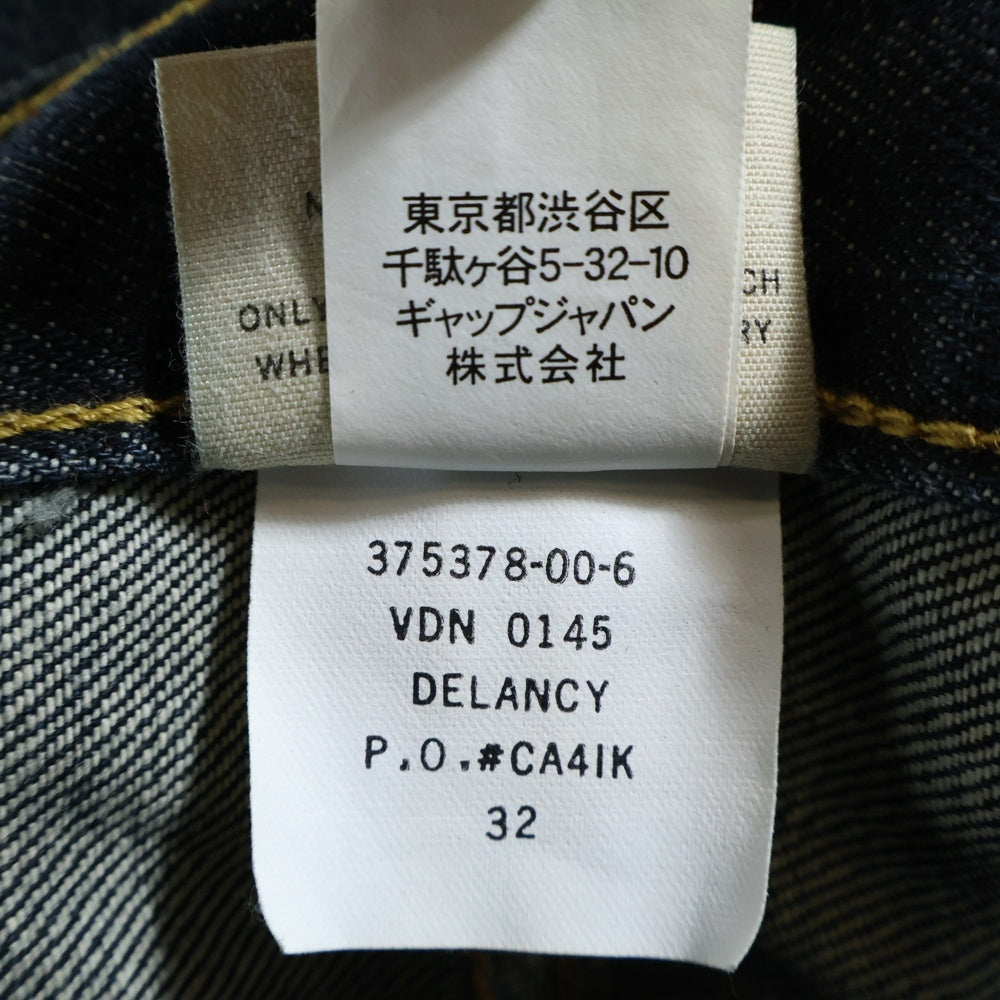 東京都渋谷区
千駄ヶ谷5-32-10
ギャップジャパン
株式会社
ONLY
375378-00-6
VDN 0145
DELANCY
P.O.#CA41K
32